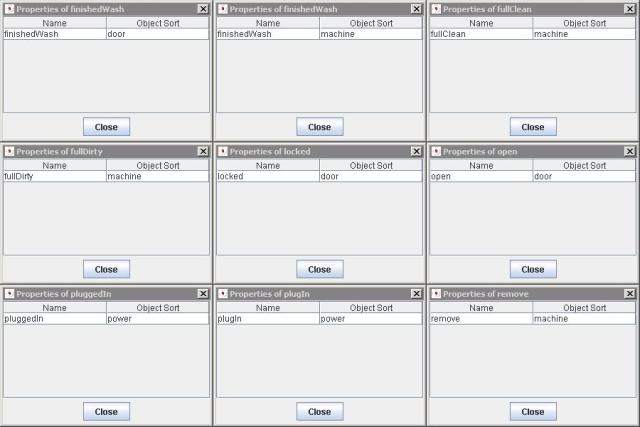 Properties of finishedWash
Name Object Sort
finishedWash door
Close
Properties of finishedWash
Name Object Sort
finishedWash machine
Close
Properties of fullClean
Name Object Sort
fullClean machine
Close
Properties of fullDirty
Name Object Sort
fullDirty machine
Close
Properties of locked
Name Object Sort
locked door
Close
Properties of open
Name Object Sort
open door
Close
Properties of pluggedIn
Name Object Sort
pluggedIn power
Close
Properties of plugIn
Name Object Sort
plugIn power
Close
Properties of remove
Name Object Sort
remove machine
Close